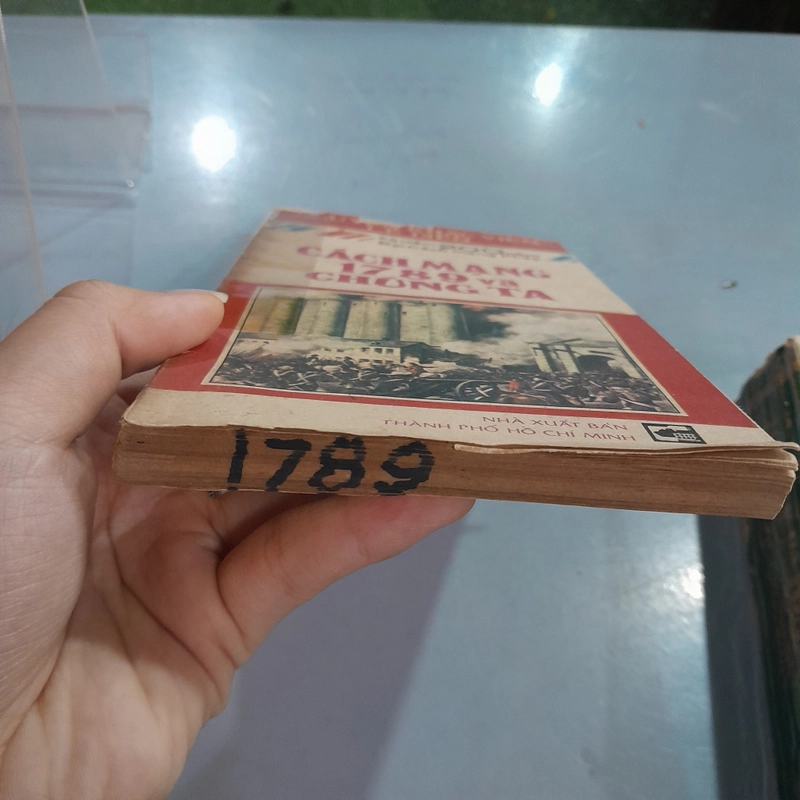 CÁCH MẠNG
1789 và
CHÚNG TA
NHÀ XUẤT BẢN
THÀNH PHỐ HỒ CHÍ MINH
1789